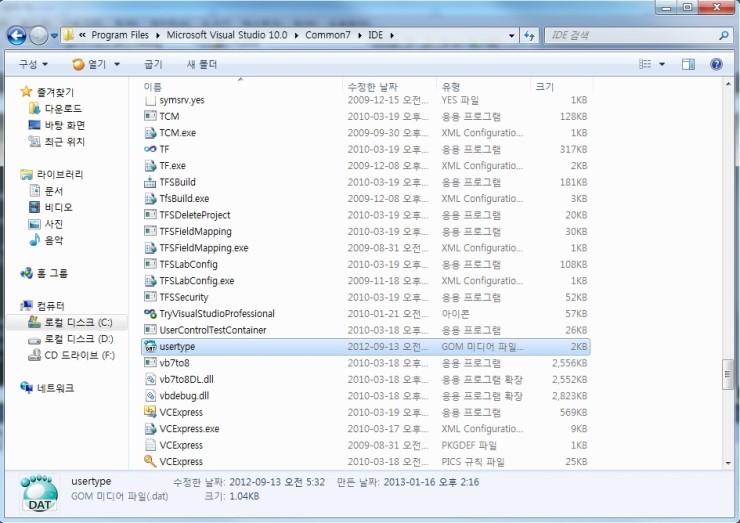 « Program Files ▸ Microsoft Visual Studio 10.0 ▸ Common7 ▸ IDE ▸ IDE 검색
구성 ▾ 열기 ▾ 굽기 새 폴더
이름 수정한 날짜 유형 크기
symsrv.yes 2009-12-15 오전... YES 파일 1KB
TCM 2010-03-19 오후... 응용 프로그램 128KB
TCM.exe 2009-09-30 오후... XML Configuratio... 1KB
TF 2010-03-19 오후... 응용 프로그램 317KB
TF.exe 2009-12-08 오후... XML Configuratio... 2KB
TFSBuild 2010-03-19 오후... 응용 프로그램 181KB
TfsBuild.exe 2009-12-08 오후... XML Configuratio... 3KB
TFSDeleteProject 2010-03-19 오후... 응용 프로그램 20KB
TFSFieldMapping 2010-03-19 오후... 응용 프로그램 30KB
TFSFieldMapping.exe 2009-08-31 오전... XML Configuratio... 1KB
TFSLabConfig 2010-03-19 오후... 응용 프로그램 108KB
TFSLabConfig.exe 2009-11-18 오전... XML Configuratio... 1KB
TFSSecurity 2010-03-19 오후... 응용 프로그램 52KB
TryVisualStudioProfessional 2010-01-21 오전... 아이콘 57KB
UserControlTestContainer 2010-03-18 오후... 응용 프로그램 26KB
usertype 2012-09-13 오전... GOM 미디어 파일... 2KB
vb7to8 2010-03-18 오후... 응용 프로그램 2,556KB
vb7to8DL.dll 2010-03-18 오후... 응용 프로그램 확장 2,552KB
vbdebug.dll 2010-03-18 오후... 응용 프로그램 확장 2,823KB
VCExpress 2010-03-19 오후... 응용 프로그램 569KB
VCExpress.exe 2010-03-17 오후... XML Configuratio... 9KB
VCExpress 2009-08-31 오전... PKGDEF 파일 1KB
VCExpress 2010-03-18 오전... PICS 규칙 파일 25KB
즐겨찾기
다운로드
바탕 화면
최근 위치
라이브러리
문서
비디오
사진
음악
홈 그룹
컴퓨터
로컬 디스크 (C:)
로컬 디스크 (D:)
CD 드라이브 (F:)
네트워크
DAT
usertype 수정한 날짜: 2012-09-13 오전 5:32 만든 날짜: 2013-01-16 오후 2:16
GOM 미디어 파일(.dat) 크기: 1.04KB